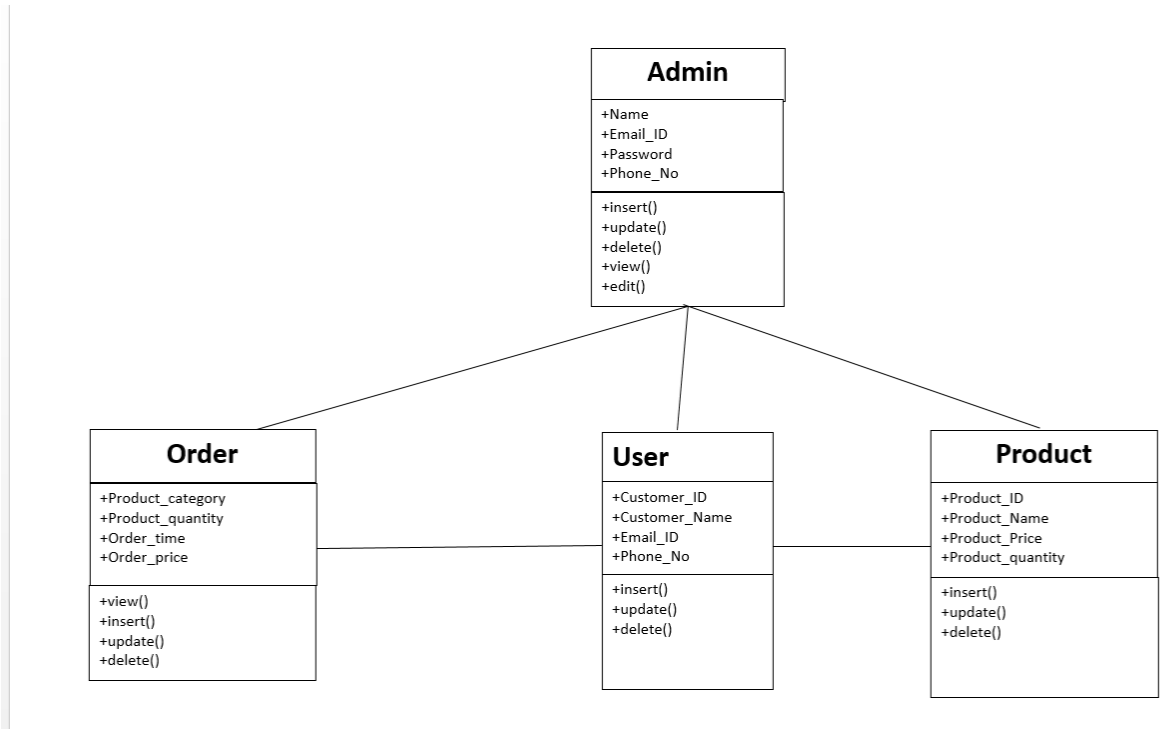 Admin
+Name
+Email_ID
+Password
+Phone_No
+insert()
+update()
+delete()
+view()
+edit()
Order
+Product_category
+Product_quantity
+Order_time
+Order_price
+view()
+insert()
+update()
+delete()
User
+Customer_ID
+Customer_Name
+Email_ID
+Phone_No
+insert()
+update()
+delete()
Product
+Product_ID
+Product_Name
+Product_Price
+Product_quantity
+insert()
+update()
+delete()